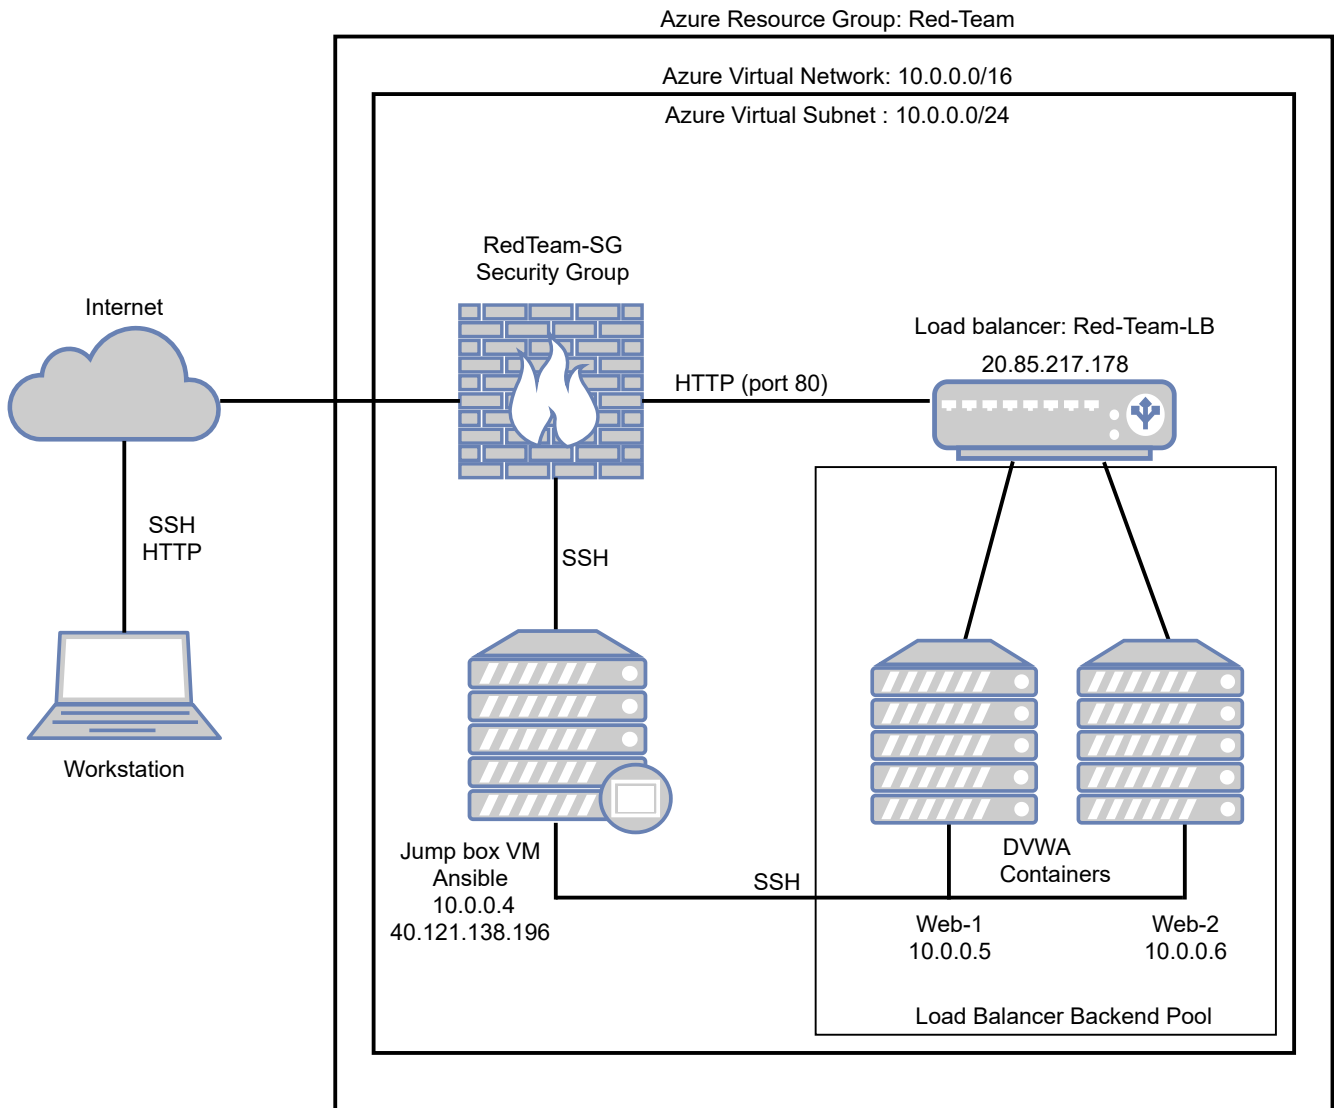 Azure Resource Group: Red-Team
Azure Virtual Network: 10.0.0.0/16
Azure Virtual Subnet : 10.0.0.0/24
RedTeam-SG
Security Group
Internet
Load balancer: Red-Team-LB
20.85.217.178
HTTP (port 80)
SSH
HTTP
SSH
Workstation
Jump box VM
Ansible
10.0.0.4
40.121.138.196
SSH
DVWA
Containers
Web-1
10.0.0.5
Web-2
10.0.0.6
Load Balancer Backend Pool